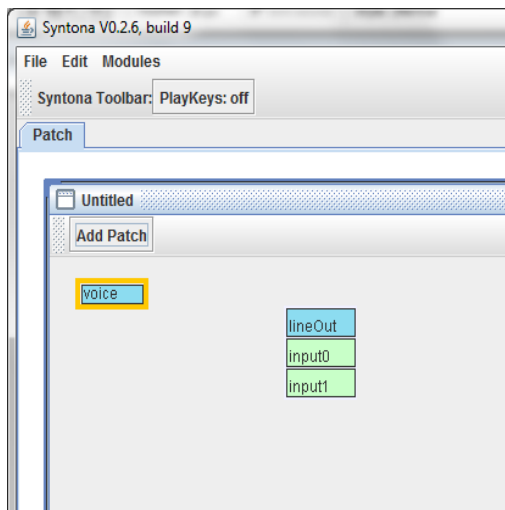 Syntona V0.2.6, build 9
File Edit Modules
Syntona Toolbar: PlayKeys: off
Patch
Untitled
Add Patch
voice
lineOut
input0
input1